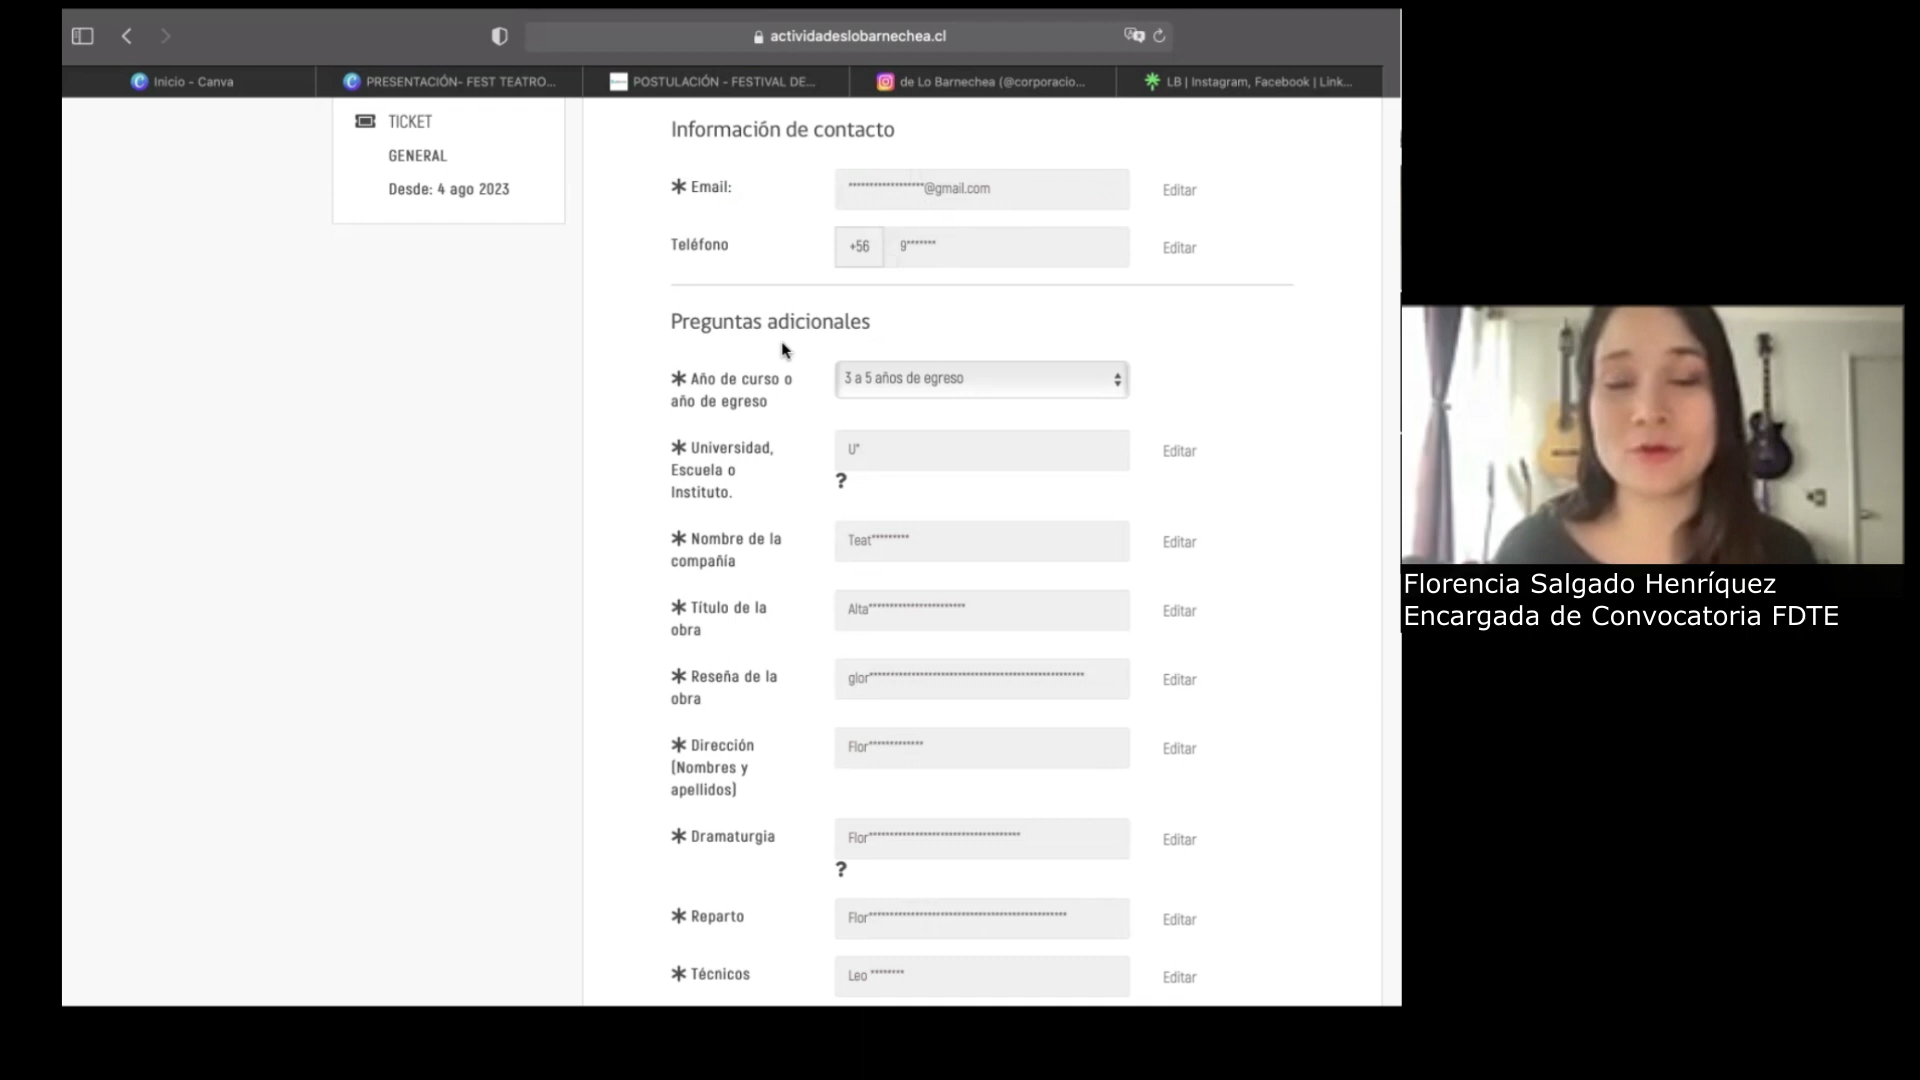 actividadeslobarnechea.cl
Inicio - Canva
PRESENTACIÓN- FEST TEATRO...
POSTULACIÓN - FESTIVAL DE...
de Lo Barnechea (@corporacio...
LB | Instagram, Facebook | Link...
TICKET
GENERAL
Desde: 4 ago 2023
Información de contacto
* Email:
******************@gmail.com
Editar
Teléfono
+56
9*******
Editar
Preguntas adicionales
* Año de curso o
año de egreso
3 a 5 años de egreso
* Universidad,
Escuela o
Instituto.
U*
Editar
?
* Nombre de la
compañía
Teat*********
Editar
* Título de la
obra
Alta***********************
Editar
* Reseña de la
obra
glor***************************************************
Editar
* Dirección
(Nombres y
apellidos)
Flor*************
Editar
* Dramaturgia
Flor************************************
Editar
?
* Reparto
Flor***********************************************
Editar
* Técnicos
Leo ********
Editar
Florencia Salgado Henríquez
Encargada de Convocatoria FDTE